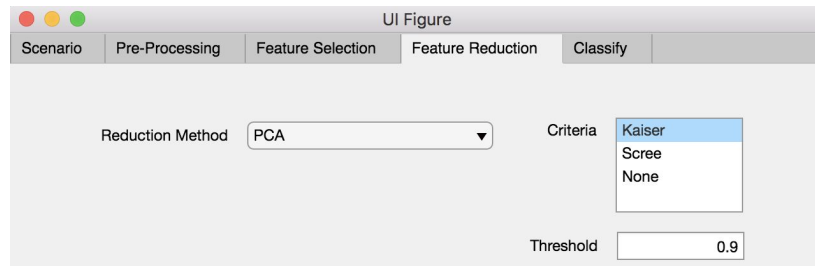 UI Figure
Scenario Pre-Processing Feature Selection Feature Reduction Classify
Reduction Method PCA Criteria Kaiser
Scree
None
Threshold 0.9